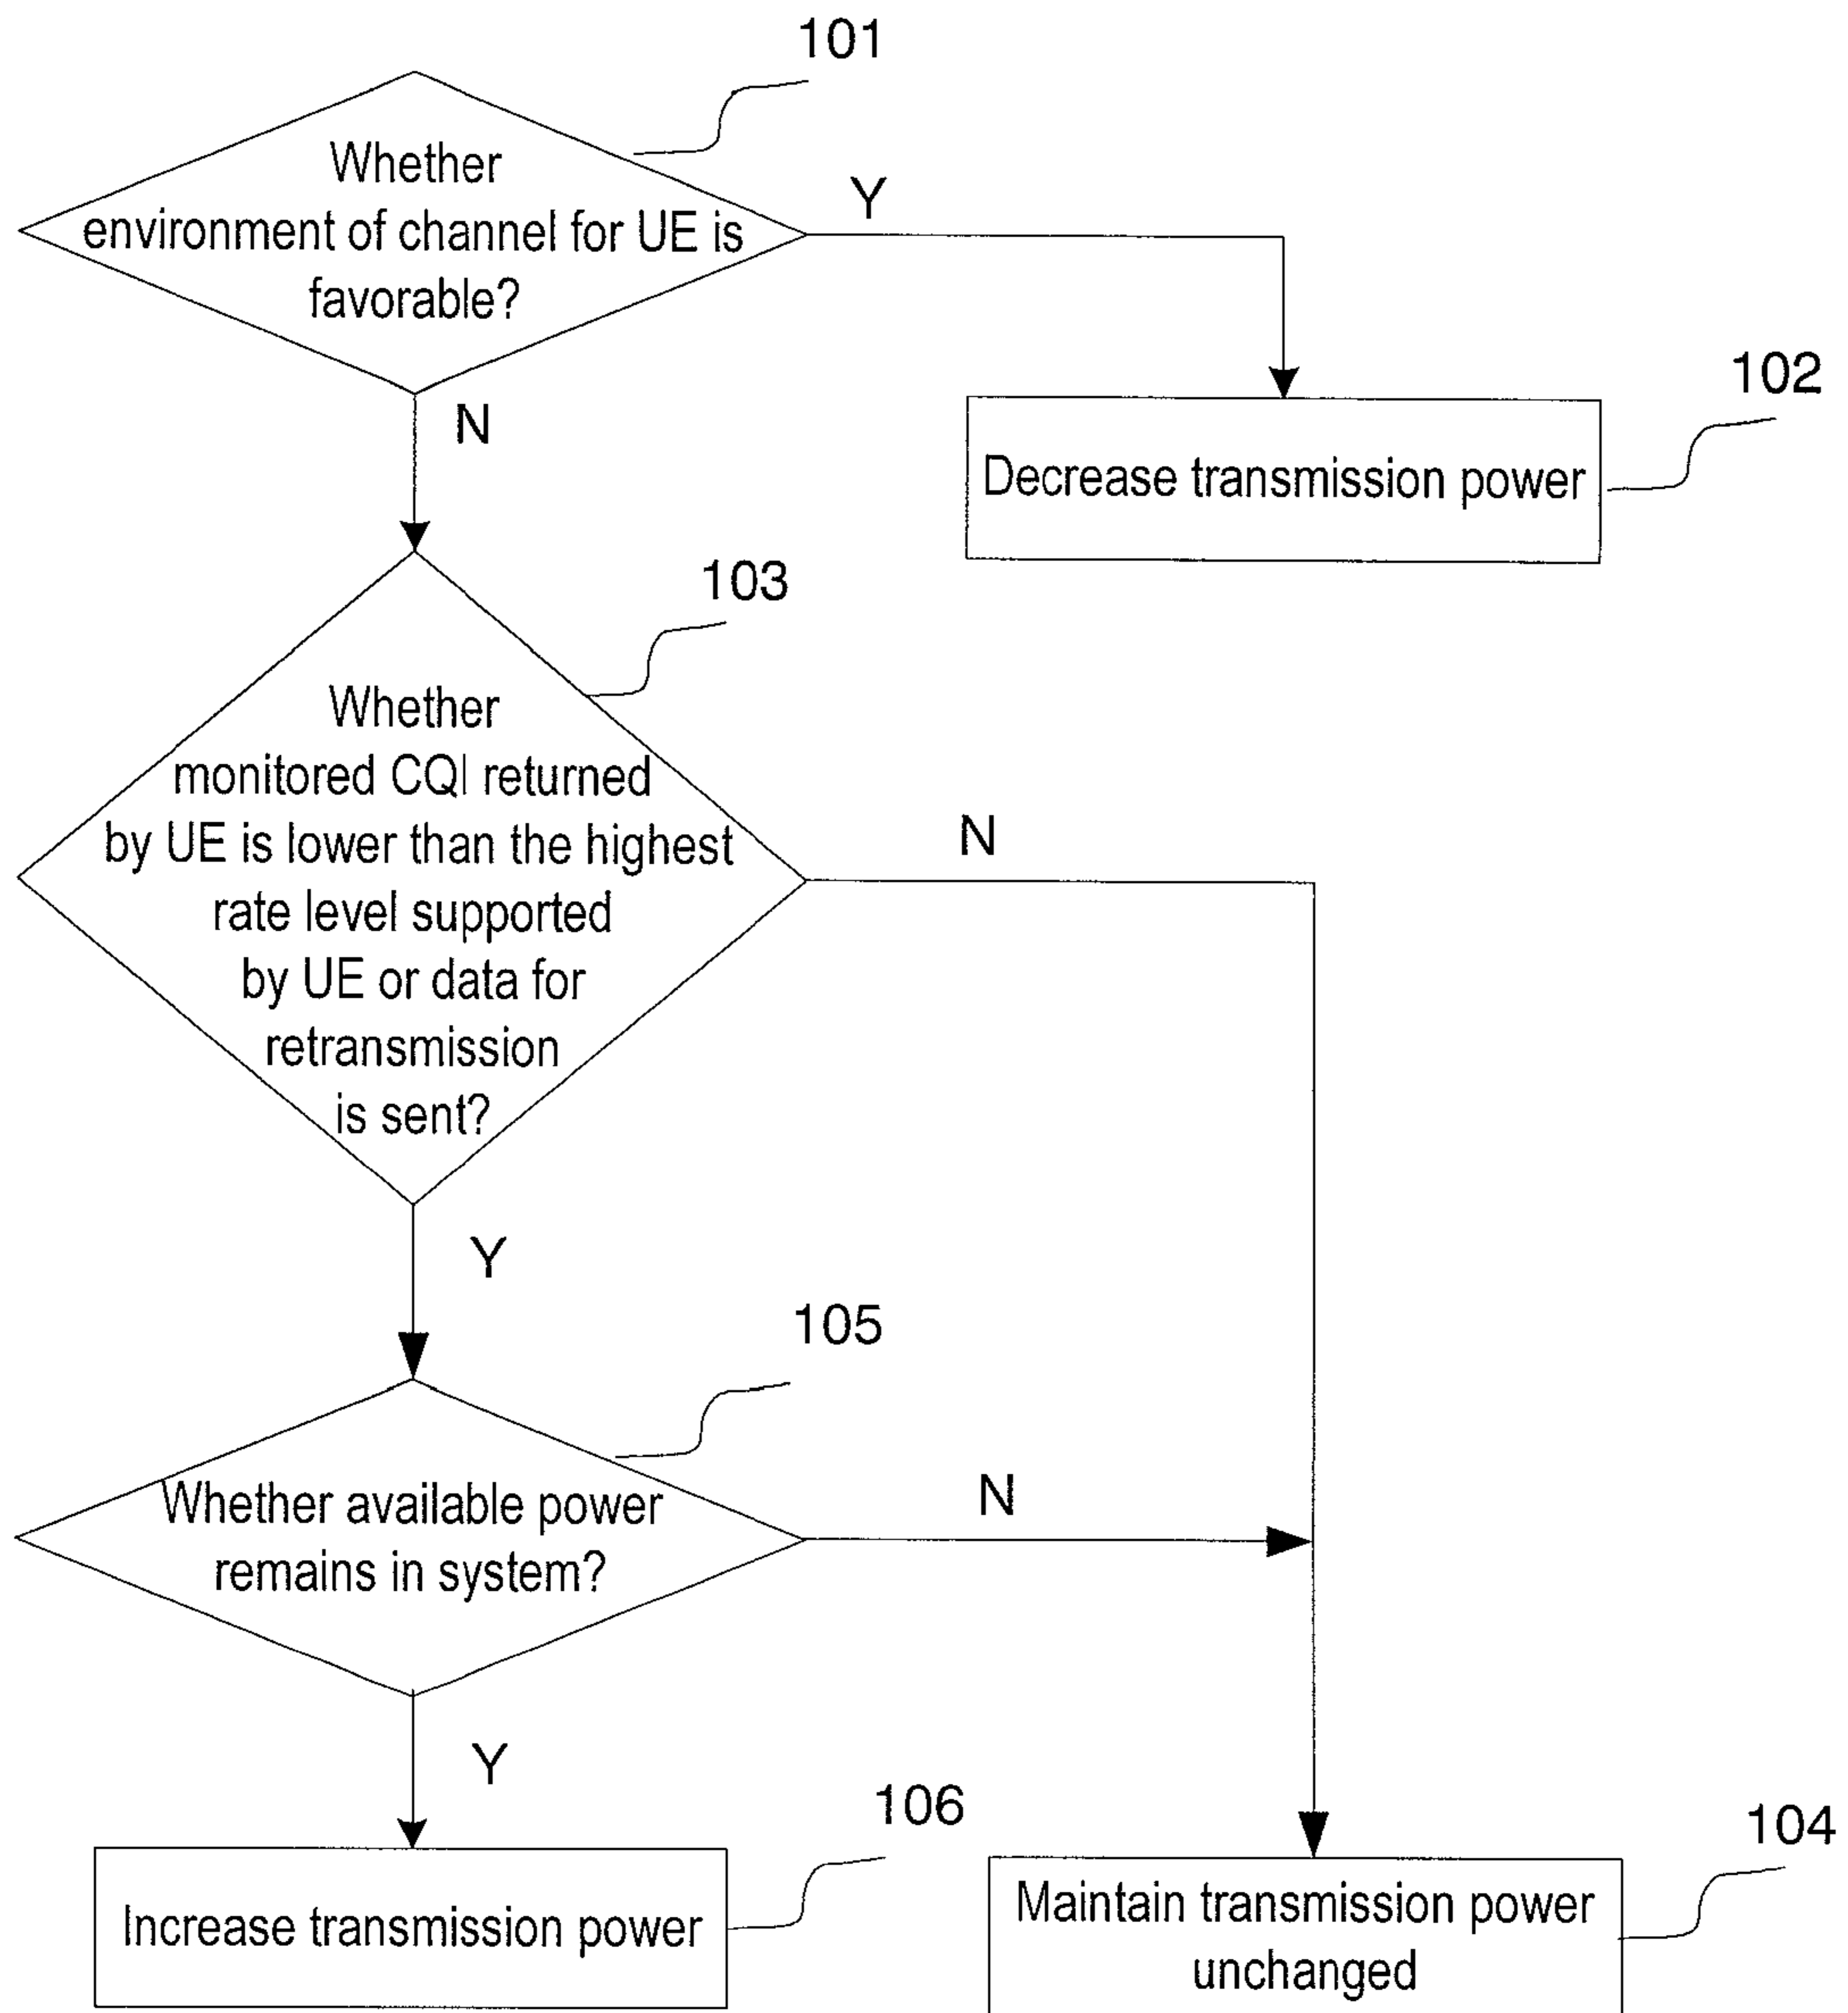 101
Whether
environment of channel for UE is
favorable?
Y
N
102
Decrease transmission power
103
Whether
monitored CQI returned
by UE is lower than the highest
rate level supported
by UE or data for
retransmission
is sent?
N
Y
105
Whether available power
remains in system?
N
Y
106
Increase transmission power
104
Maintain transmission power
unchanged